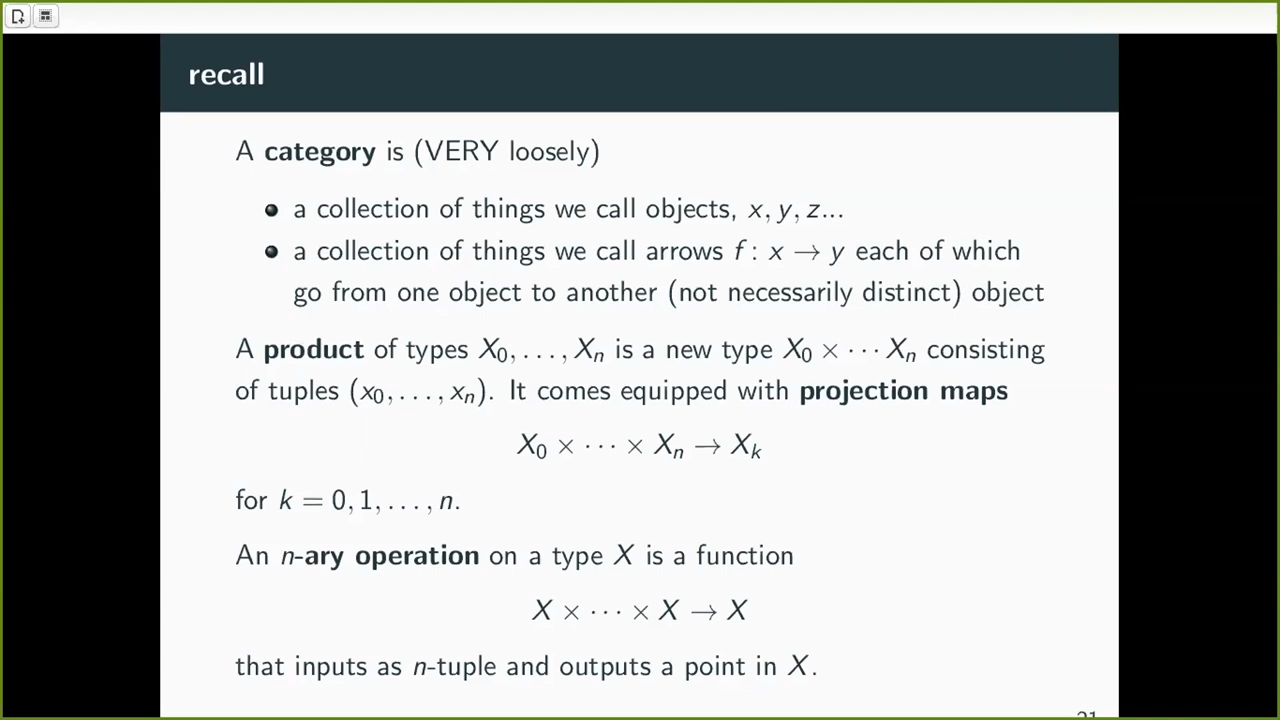 recall
A category is (VERY loosely)
• a collection of things we call objects, x, y, z...
• a collection of things we call arrows f : x → y each of which
go from one object to another (not necessarily distinct) object
A product of types X₀, . . . , Xₙ is a new type X₀ × · · · Xₙ consisting
of tuples (x₀, . . . , xₙ). It comes equipped with projection maps
X₀ × · · · × Xₙ → Xₖ
for k = 0, 1, . . . , n.
An n-ary operation on a type X is a function
X × · · · × X → X
that inputs as n-tuple and outputs a point in X.